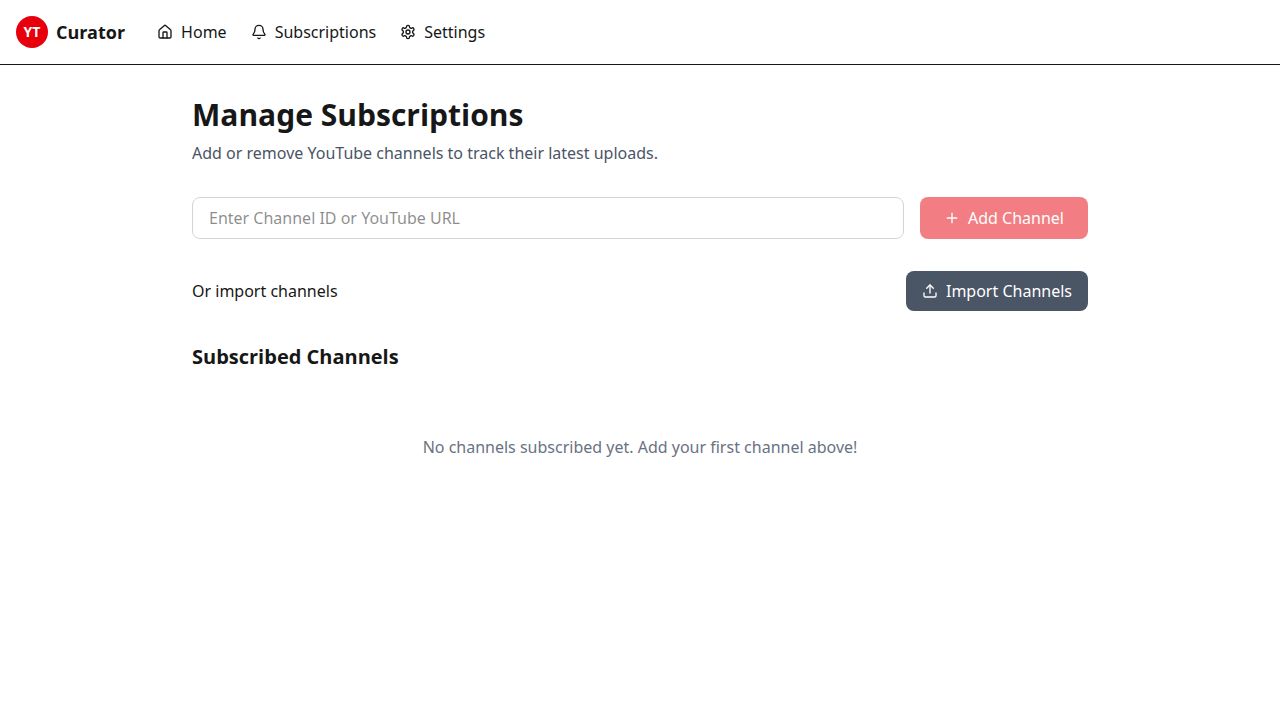 YT Curator Home Subscriptions Settings
Manage Subscriptions
Add or remove YouTube channels to track their latest uploads.
Enter Channel ID or YouTube URL Add Channel
Or import channels Import Channels
Subscribed Channels
No channels subscribed yet. Add your first channel above!